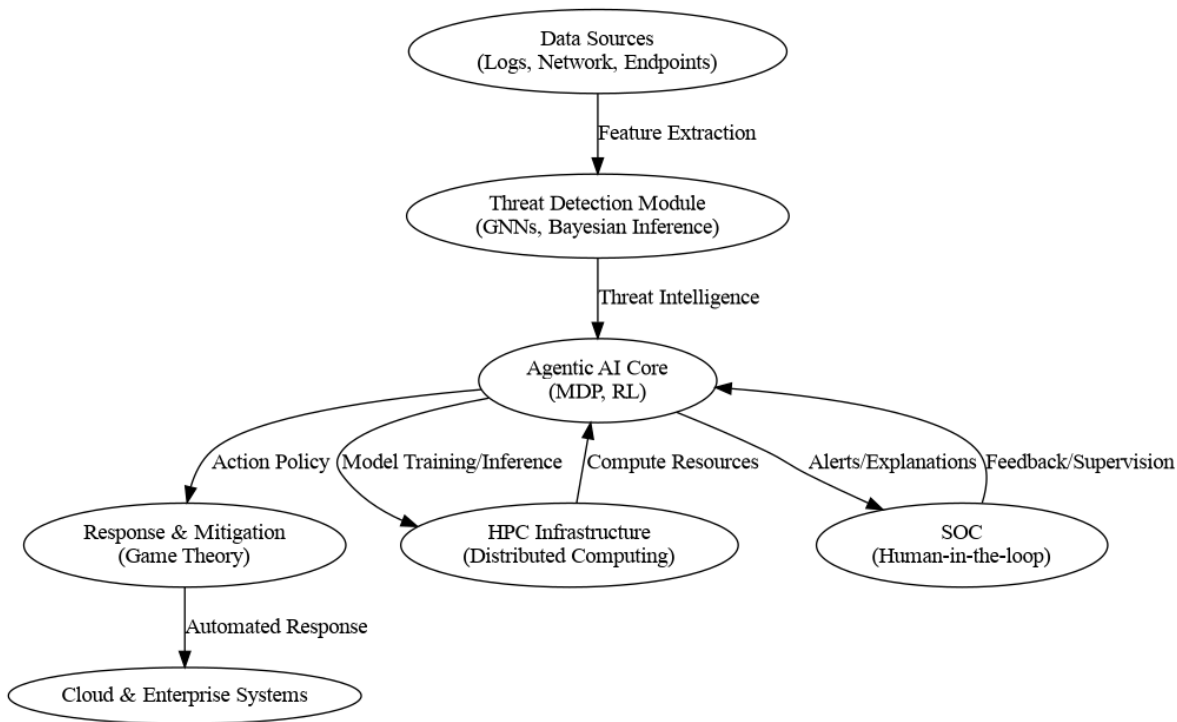 Data Sources
(Logs, Network, Endpoints)
Feature Extraction
Threat Detection Module
(GNNs, Bayesian Inference)
Threat Intelligence
Agentic AI Core
(MDP, RL)
Action Policy
Model Training/Inference
Compute Resources
Alerts/Explanations
Feedback/Supervision
Response & Mitigation
(Game Theory)
HPC Infrastructure
(Distributed Computing)
SOC
(Human-in-the-loop)
Automated Response
Cloud & Enterprise Systems